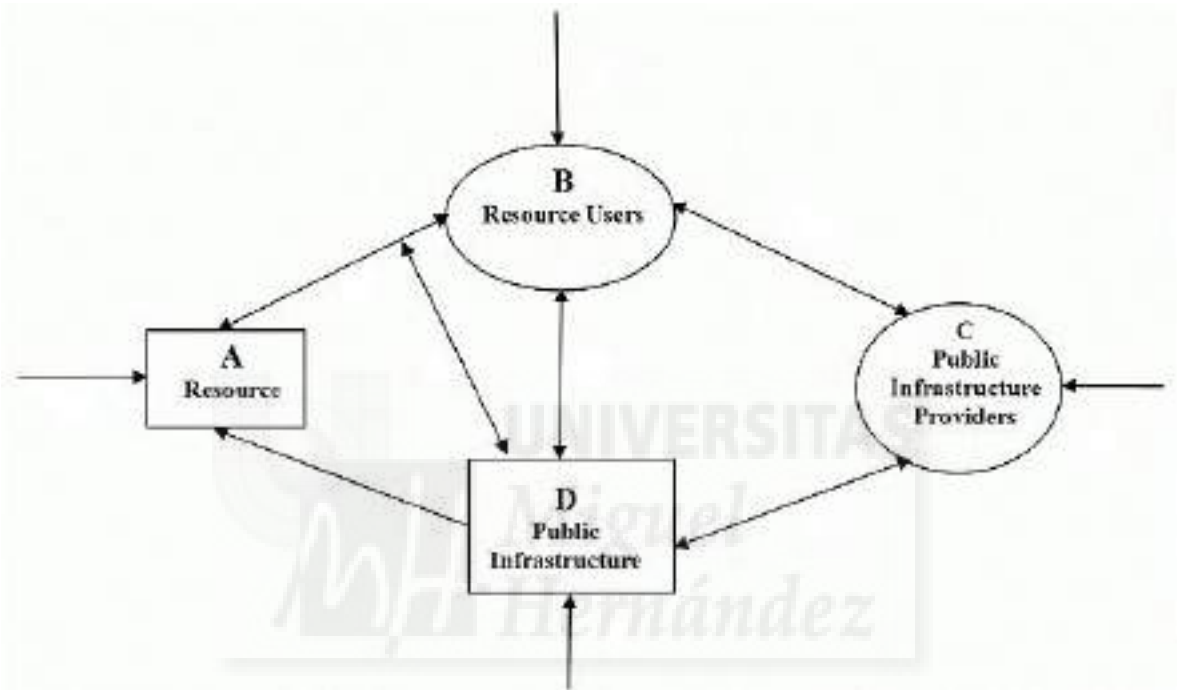 B
Resource Users
A
Resource
C
Public
Infrastructure
Providers
D
Public
Infrastructure
UNIVERSITAS
Miguel
Hernández